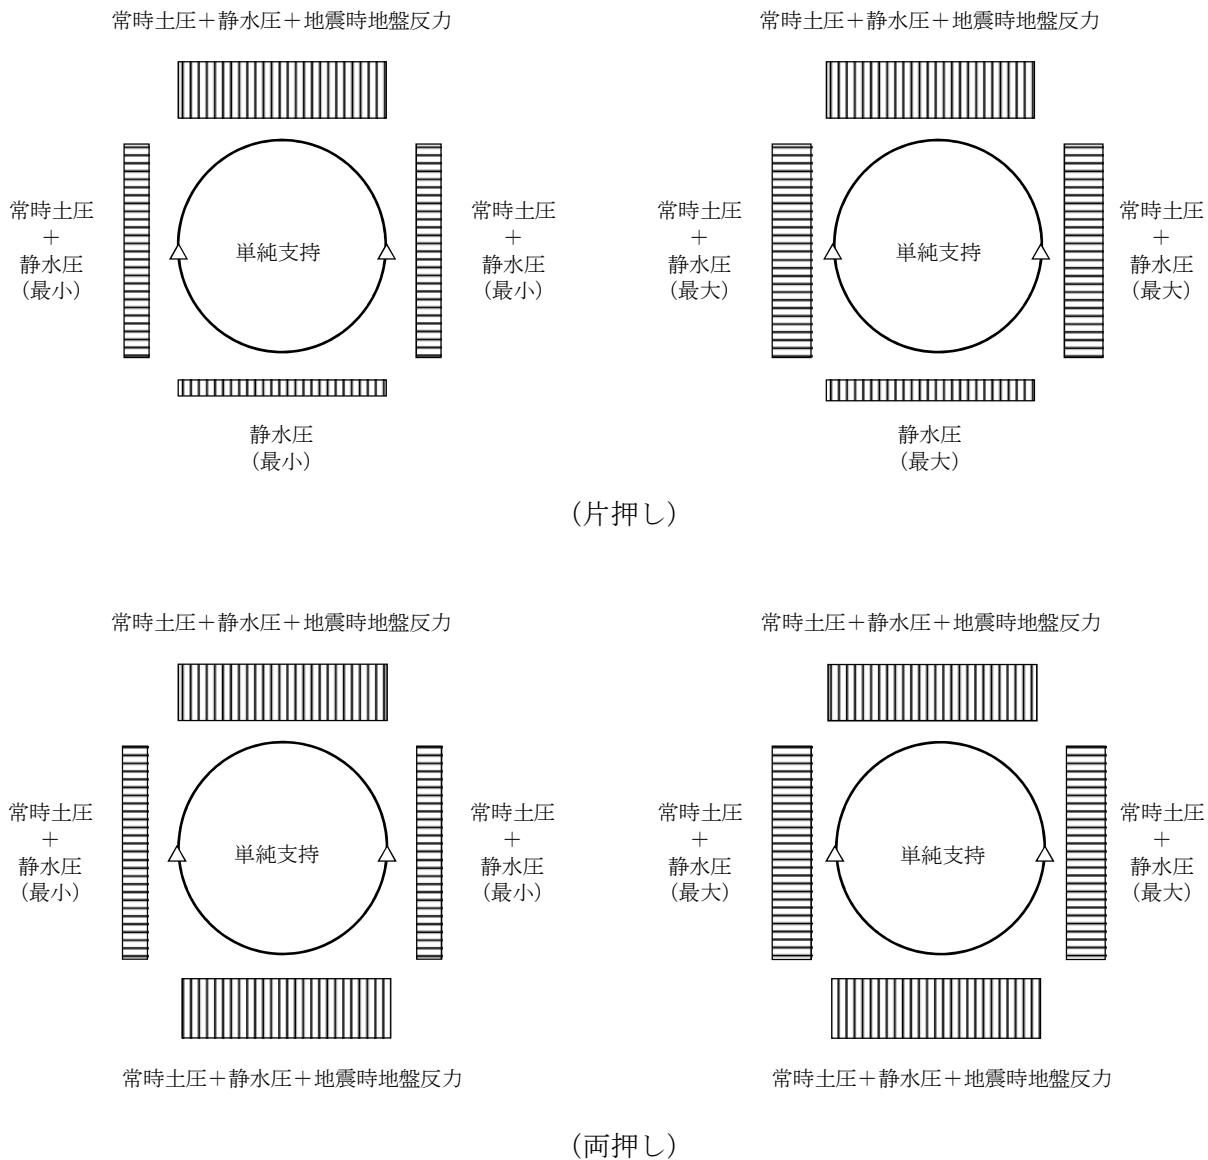 常時土圧＋静水圧＋地震時地盤反力
常時土圧
＋
静水圧
（最小）
単純支持
常時土圧
＋
静水圧
（最小）
静水圧
（最小）
常時土圧＋静水圧＋地震時地盤反力
常時土圧
＋
静水圧
（最大）
単純支持
常時土圧
＋
静水圧
（最大）
静水圧
（最大）
（片押し）
常時土圧＋静水圧＋地震時地盤反力
常時土圧
＋
静水圧
（最小）
単純支持
常時土圧
＋
静水圧
（最小）
常時土圧＋静水圧＋地震時地盤反力
常時土圧＋静水圧＋地震時地盤反力
常時土圧
＋
静水圧
（最大）
単純支持
常時土圧
＋
静水圧
（最大）
常時土圧＋静水圧＋地震時地盤反力
（両押し）